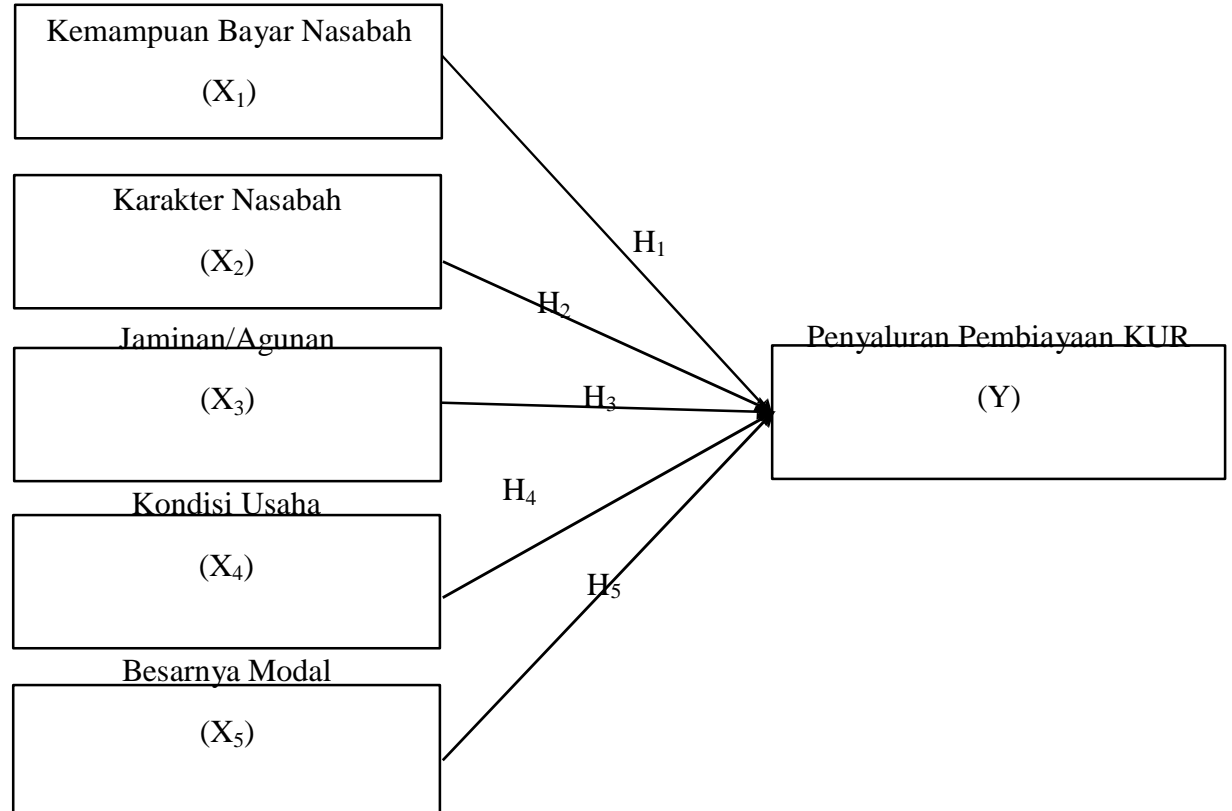 Kemampuan Bayar Nasabah
(X₁)
Karakter Nasabah
(X₂)
Jaminan/Agunan
(X₃)
Kondisi Usaha
(X₄)
Besarnya Modal
(X₅)
H₁
H₂
H₃
H₄
H₅
Penyaluran Pembiayaan KUR
(Y)